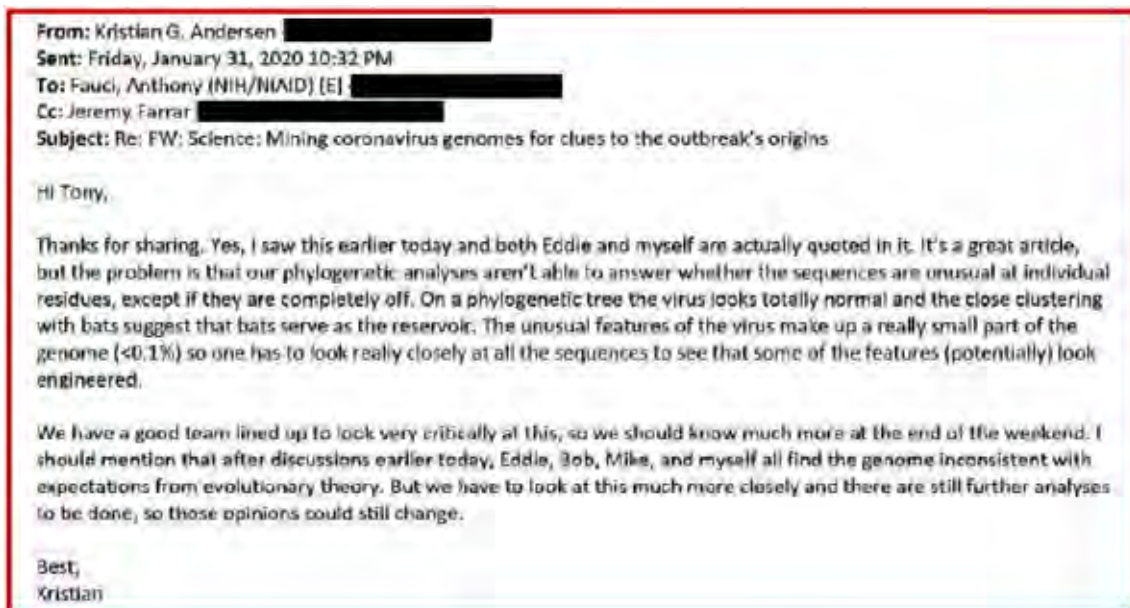 From: Kristian G. Andersen
Sent: Friday, January 31, 2020 10:32 PM
To: Fauci, Anthony (NIH/NIAID) [E]
Cc: Jeremy Farrar
Subject: Re: FW: Science: Mining coronavirus genomes for clues to the outbreak's origins
Hi Tony,
Thanks for sharing. Yes, I saw this earlier today and both Eddie and myself are actually quoted in it. It's a great article,
but the problem is that our phylogenetic analyses aren't able to answer whether the sequences are unusual at individual
residues, except if they are completely off. On a phylogenetic tree the virus looks totally normal and the close clustering
with bats suggest that bats serve as the reservoir. The unusual features of the virus make up a really small part of the
genome (<0.1%) so one has to look really closely at all the sequences to see that some of the features (potentially) look
engineered.
We have a good team lined up to look very critically at this, so we should know much more at the end of the weekend. I
should mention that after discussions earlier today, Eddie, Bob, Mike, and myself all find the genome inconsistent with
expectations from evolutionary theory. But we have to look at this much more closely and there are still further analyses
to be done, so those opinions could still change.
Best,
Kristian